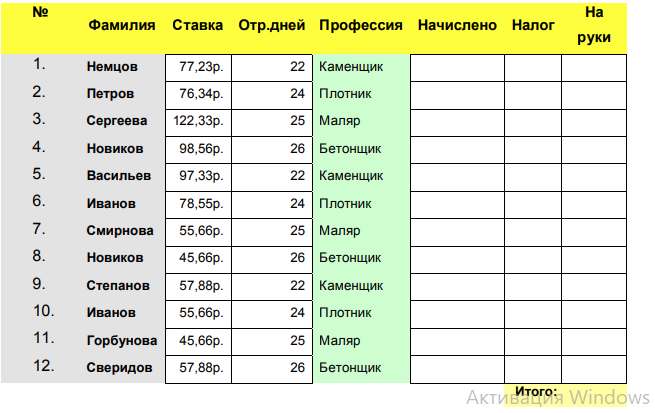 № Фамилия Ставка Отр.дней Профессия Начислено Налог На руки
1. Немцов 77,23р. 22 Каменщик
2. Петров 76,34р. 24 Плотник
3. Сергеева 122,33р. 25 Маляр
4. Новиков 98,56р. 26 Бетонщик
5. Васильев 97,33р. 22 Каменщик
6. Иванов 78,55р. 24 Плотник
7. Смирнова 55,66р. 25 Маляр
8. Новиков 45,66р. 26 Бетонщик
9. Степанов 57,88р. 22 Каменщик
10. Иванов 55,66р. 24 Плотник
11. Горбунова 45,66р. 25 Маляр
12. Свиридов 57,88р. 26 Бетонщик
Итого:
Активация Windows